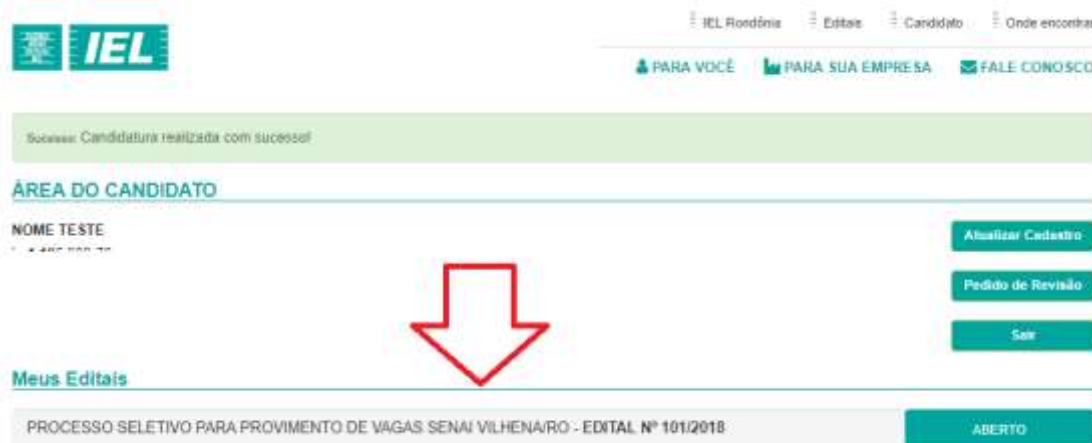 IEL Rondônia Editais Candidato Onde encontrar
IEL
PARA VOCÊ PARA SUA EMPRESA FALE CONOSCO
Sucesso! Candidatura realizada com sucesso!
ÁREA DO CANDIDATO
NOME TESTE
Atualizar Cadastro
Pedido de Revisão
Sair
Meus Editais
PROCESSO SELETIVO PARA PROVIMENTO DE VAGAS SENAI VILHENA/RO - EDITAL Nº 101/2018 ABERTO